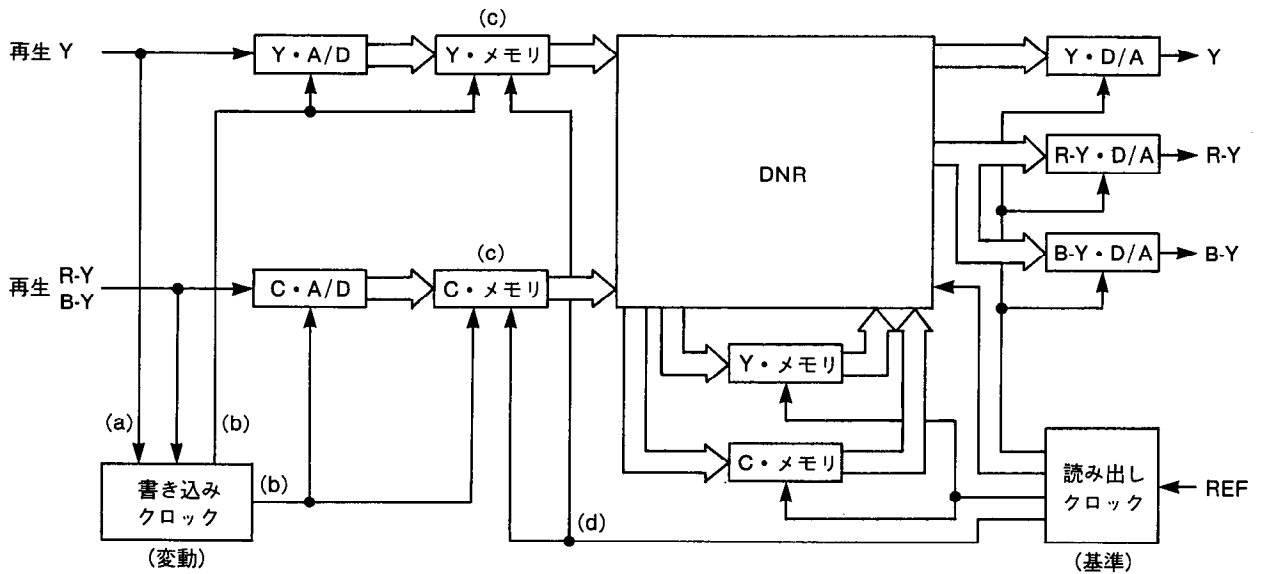 (c)
再生 Y
Y・A/D
Y・メモリ
Y・D/A
Y
DNR
R-Y・D/A
R-Y
(c)
再生 R-Y
B-Y
C・A/D
C・メモリ
B-Y・D/A
B-Y
Y・メモリ
(a)
(b)
C・メモリ
書き込み
クロック
(変動)
(b)
(d)
読み出し
クロック
(基準)
REF